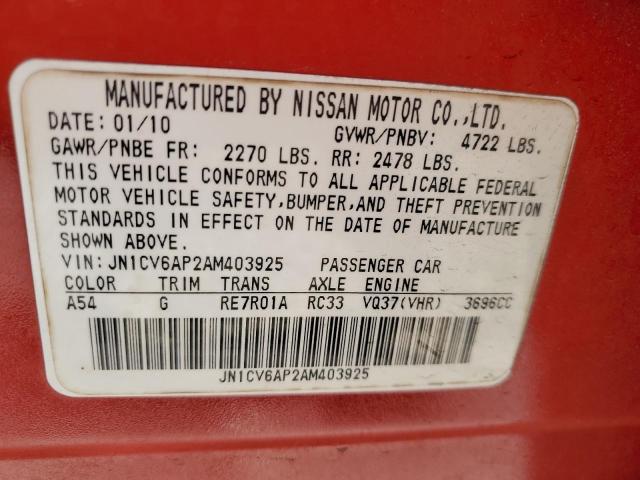 MANUFACTURED BY NISSAN MOTOR CO.,LTD.
DATE: 01/10 GVWR/PNBV: 4722 LBS.
GAWR/PNBE FR: 2270 LBS. RR: 2478 LBS.
THIS VEHICLE CONFORMS TO ALL APPLICABLE FEDERAL
MOTOR VEHICLE SAFETY,BUMPER,AND THEFT PREVENTION
STANDARDS IN EFFECT ON THE DATE OF MANUFACTURE
SHOWN ABOVE.
VIN: JN1CV6AP2AM403925 PASSENGER CAR
COLOR TRIM TRANS AXLE ENGINE
A54 G RE7R01A RC33 VQ37(VHR) 3696CC
JN1CV6AP2AM403925